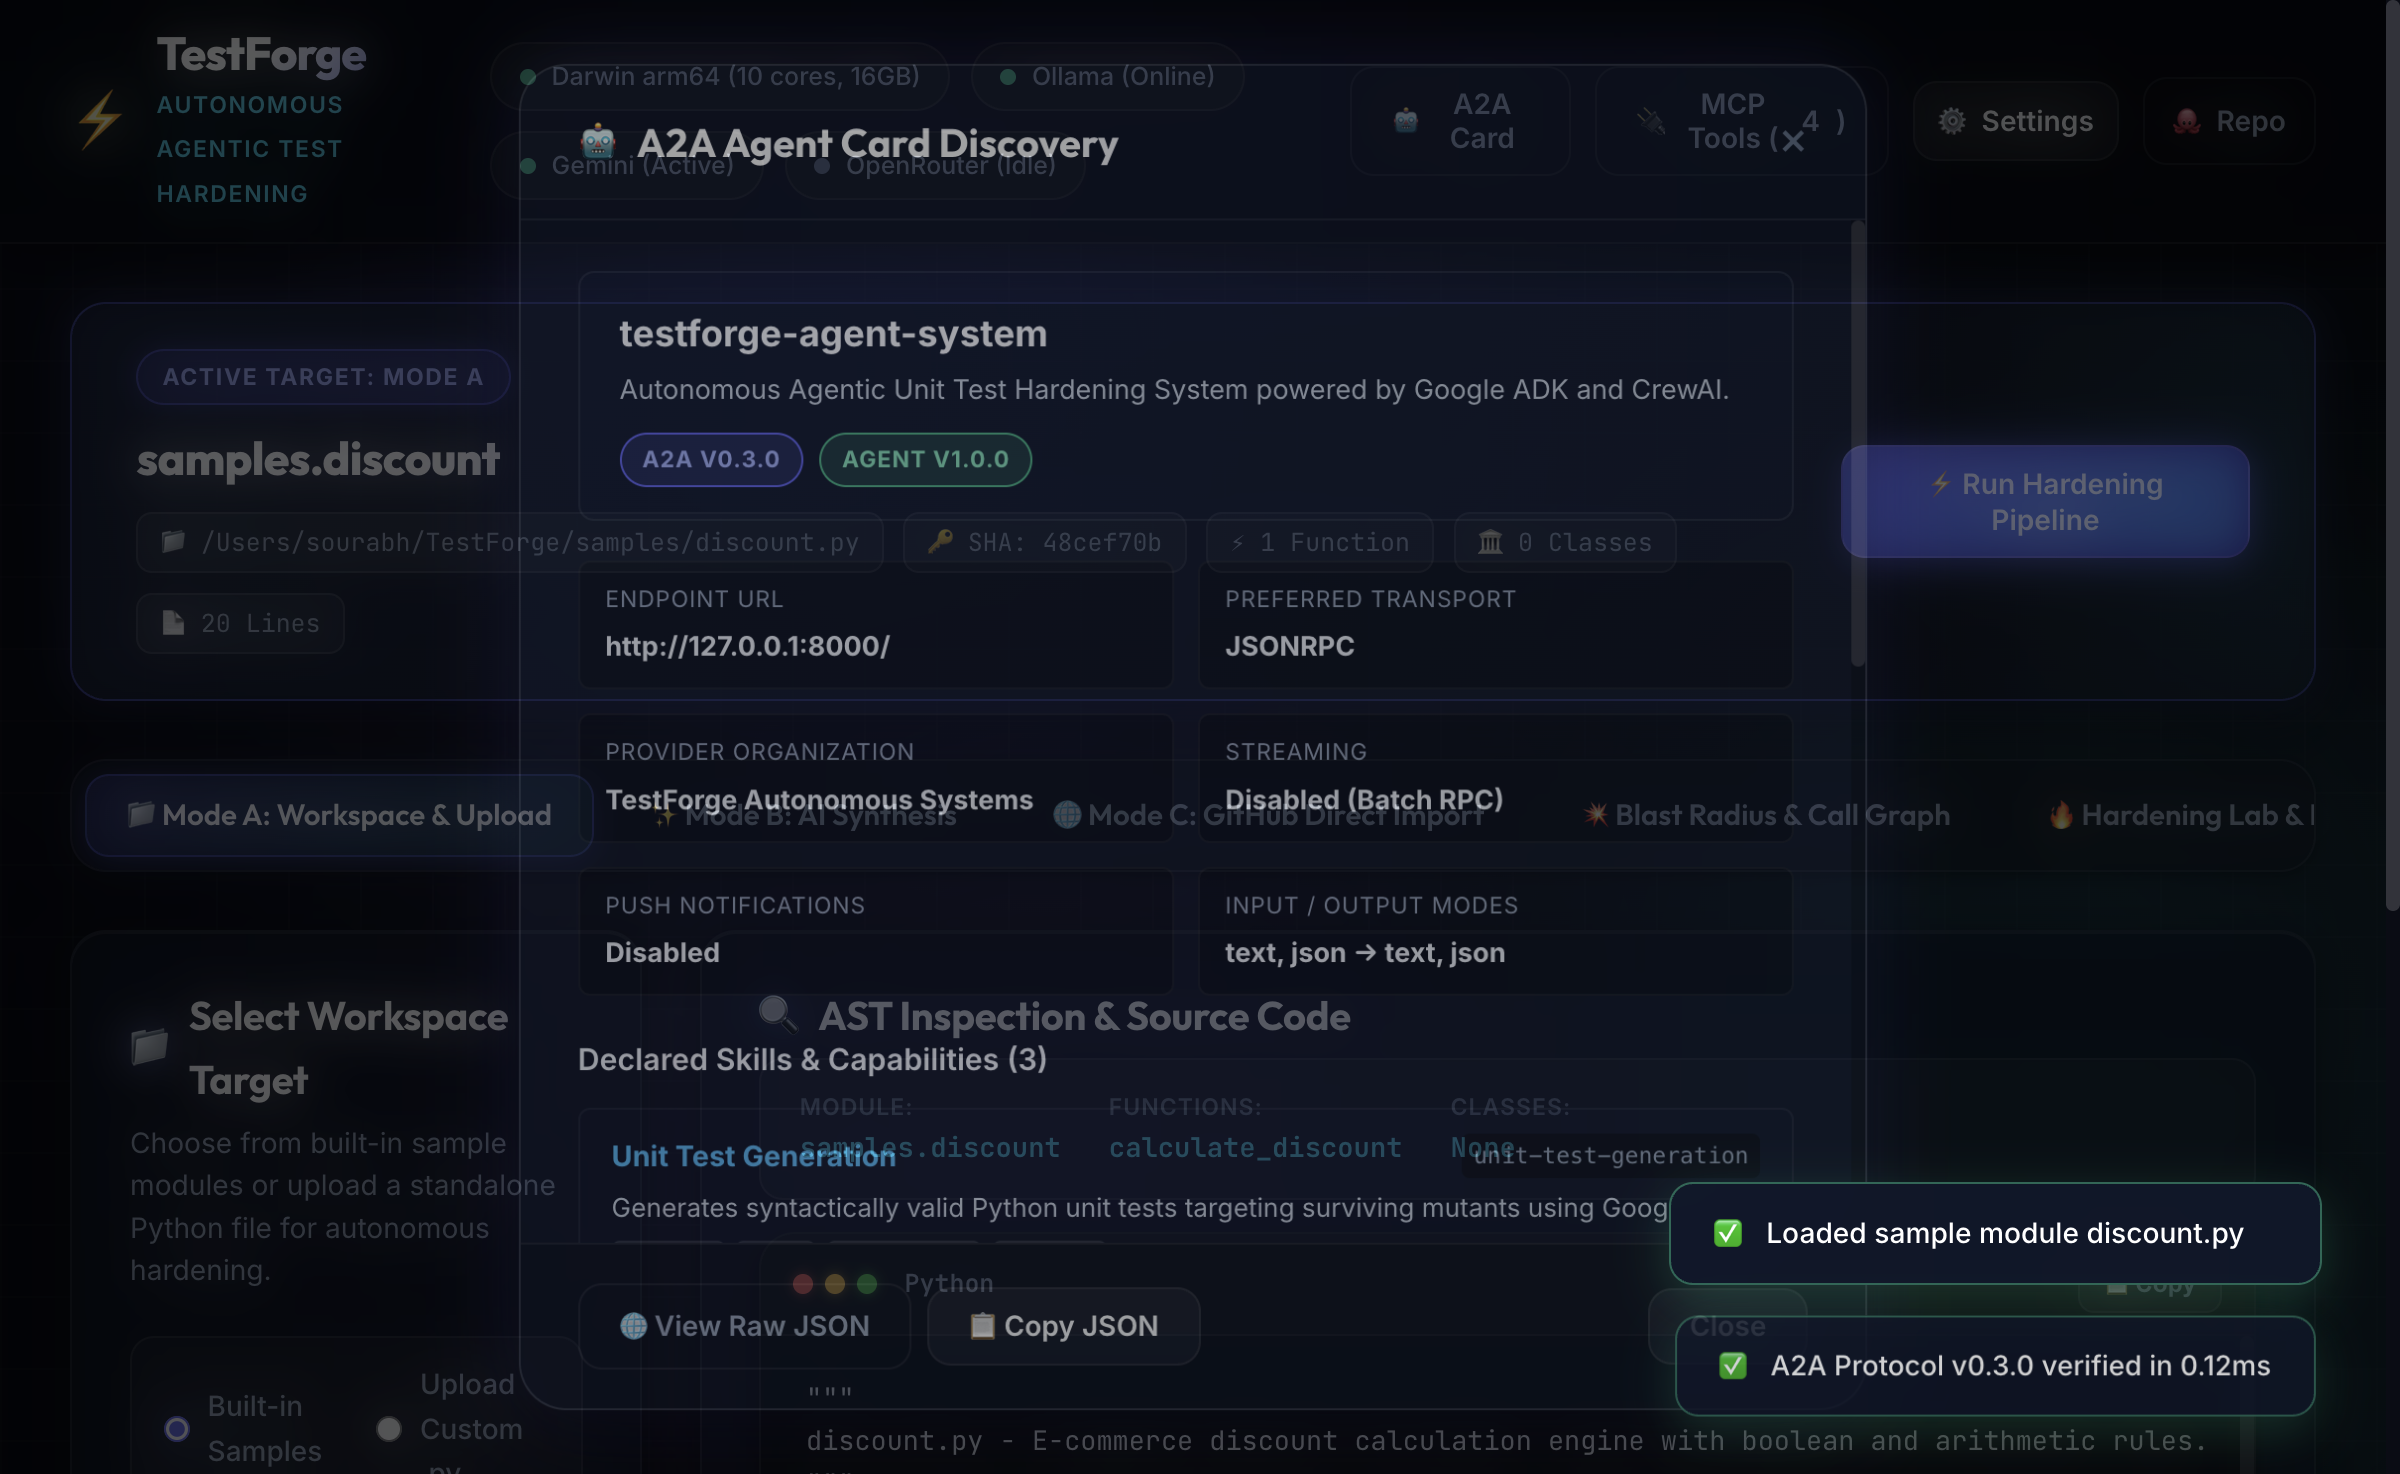 TestForge
AUTONOMOUS
AGENTIC TEST
HARDENING
Darwin arm64 (10 cores, 16GB)
Ollama (Online)
Gemini (Active)
OpenRouter (Idle)
A2A
Card
MCP
Tools ( 4 )
Settings
Repo
A2A Agent Card Discovery
×
testforge-agent-system
Autonomous Agentic Unit Test Hardening System powered by Google ADK and CrewAI.
A2A V0.3.0
AGENT V1.0.0
ACTIVE TARGET: MODE A
samples.discount
/Users/sourabh/TestForge/samples/discount.py
SHA: 48cef70b
1 Function
0 Classes
20 Lines
Run Hardening
Pipeline
ENDPOINT URL
http://127.0.0.1:8000/
PREFERRED TRANSPORT
JSONRPC
PROVIDER ORGANIZATION
TestForge Autonomous Systems
STREAMING
Disabled (Batch RPC)
Mode A: Workspace & Upload
Mode B: AI Synthesis
Mode C: GitHub Direct Import
Blast Radius & Call Graph
Hardening Lab &
PUSH NOTIFICATIONS
Disabled
INPUT / OUTPUT MODES
text, json → text, json
Select Workspace
Target
Choose from built-in sample
modules or upload a standalone
Python file for autonomous
hardening.
Built-in
Samples
Upload
Custom
.py
AST Inspection & Source Code
Declared Skills & Capabilities (3)
MODULE:
samples.discount
FUNCTIONS:
calculate_discount
CLASSES:
None
Unit Test Generation
unit-test-generation
Generates syntactically valid Python unit tests targeting surviving mutants using Goog
Python
Copy
View Raw JSON
Copy JSON
Close
Loaded sample module discount.py
A2A Protocol v0.3.0 verified in 0.12ms
"""
discount.py - E-commerce discount calculation engine with boolean and arithmetic rules.